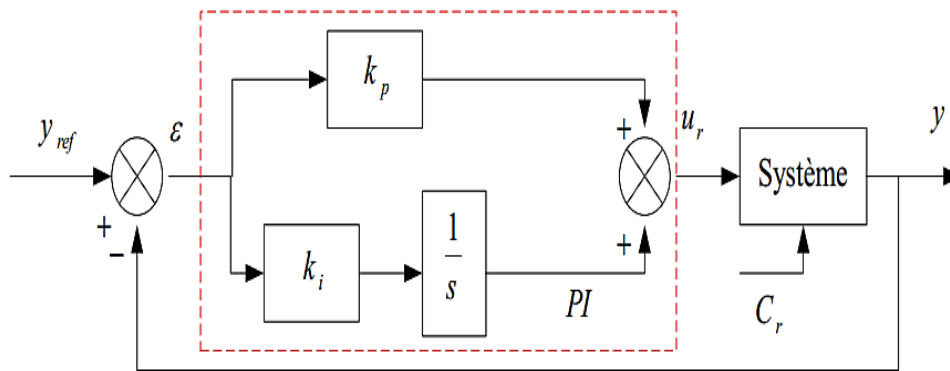 k_p
y_ref
ε
+
u_r
y
Système
+
−
k_i
1/s
+
PI
C_r